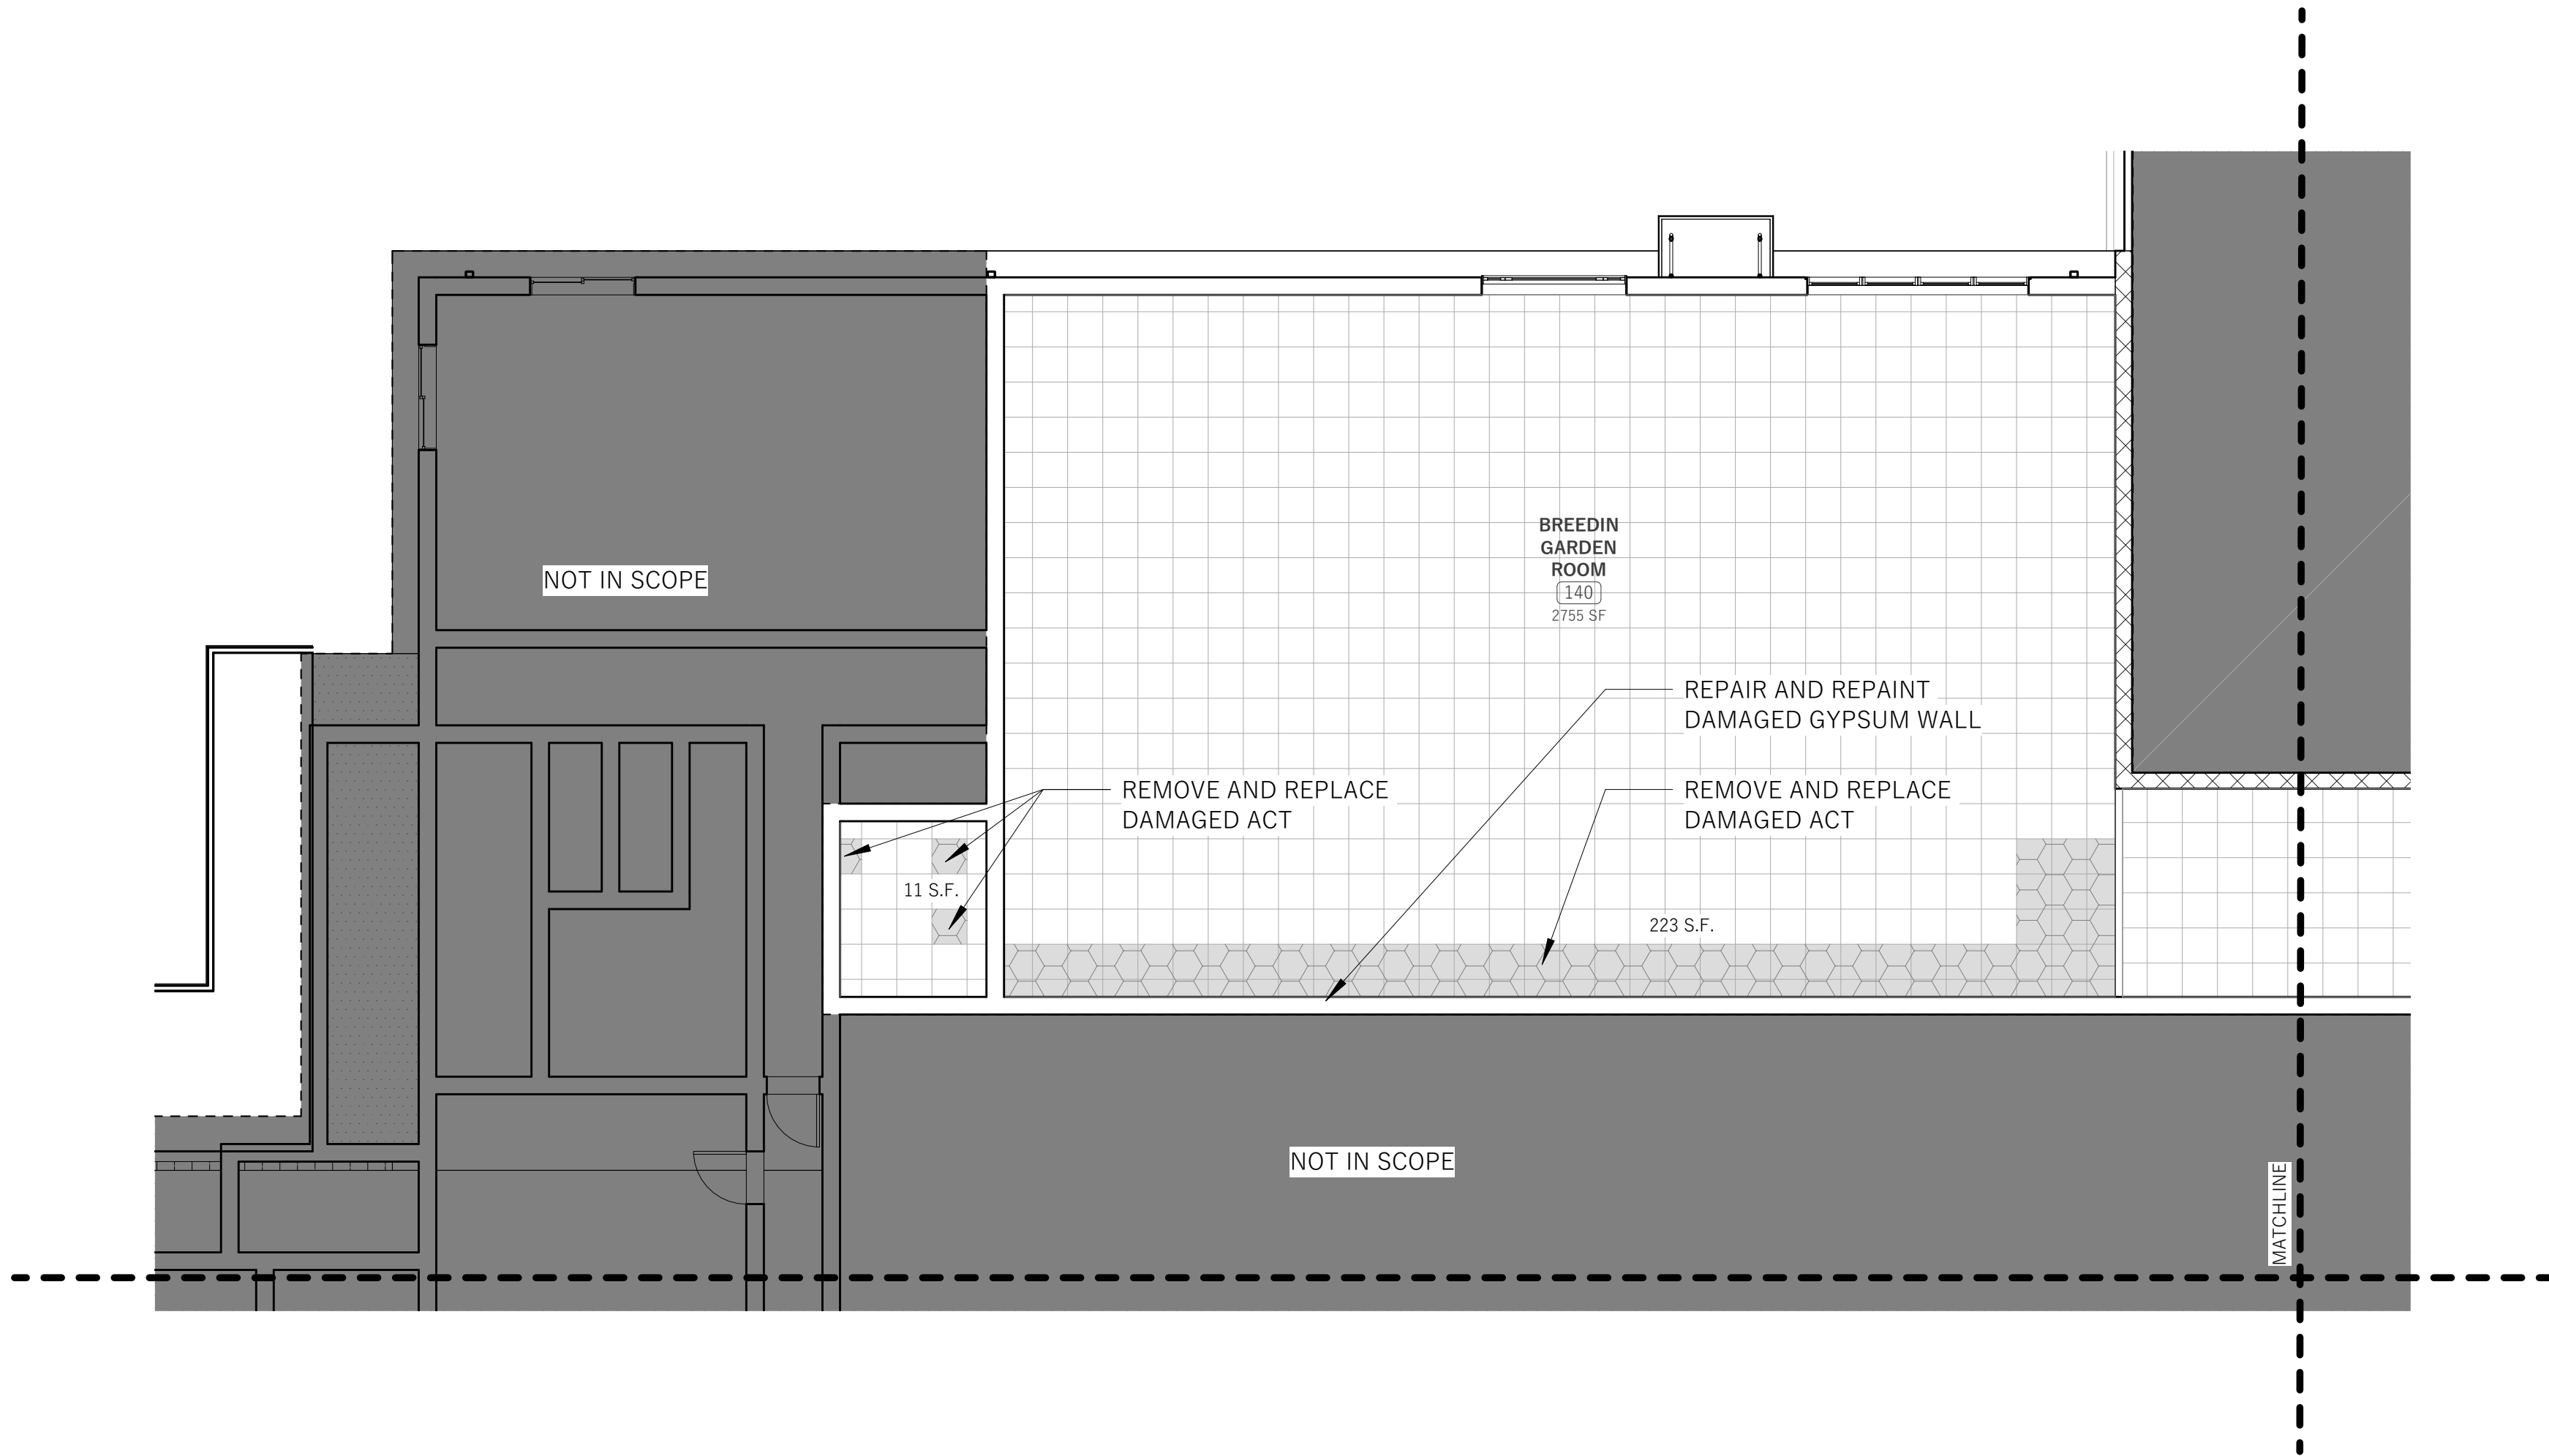 BREEDIN
GARDEN
ROOM
140
2755 SF
NOT IN SCOPE
REPAIR AND REPAINT
DAMAGED GYPSUM WALL
REMOVE AND REPLACE
DAMAGED ACT
REMOVE AND REPLACE
DAMAGED ACT
11 S.F.
223 S.F.
NOT IN SCOPE
MATCHLINE